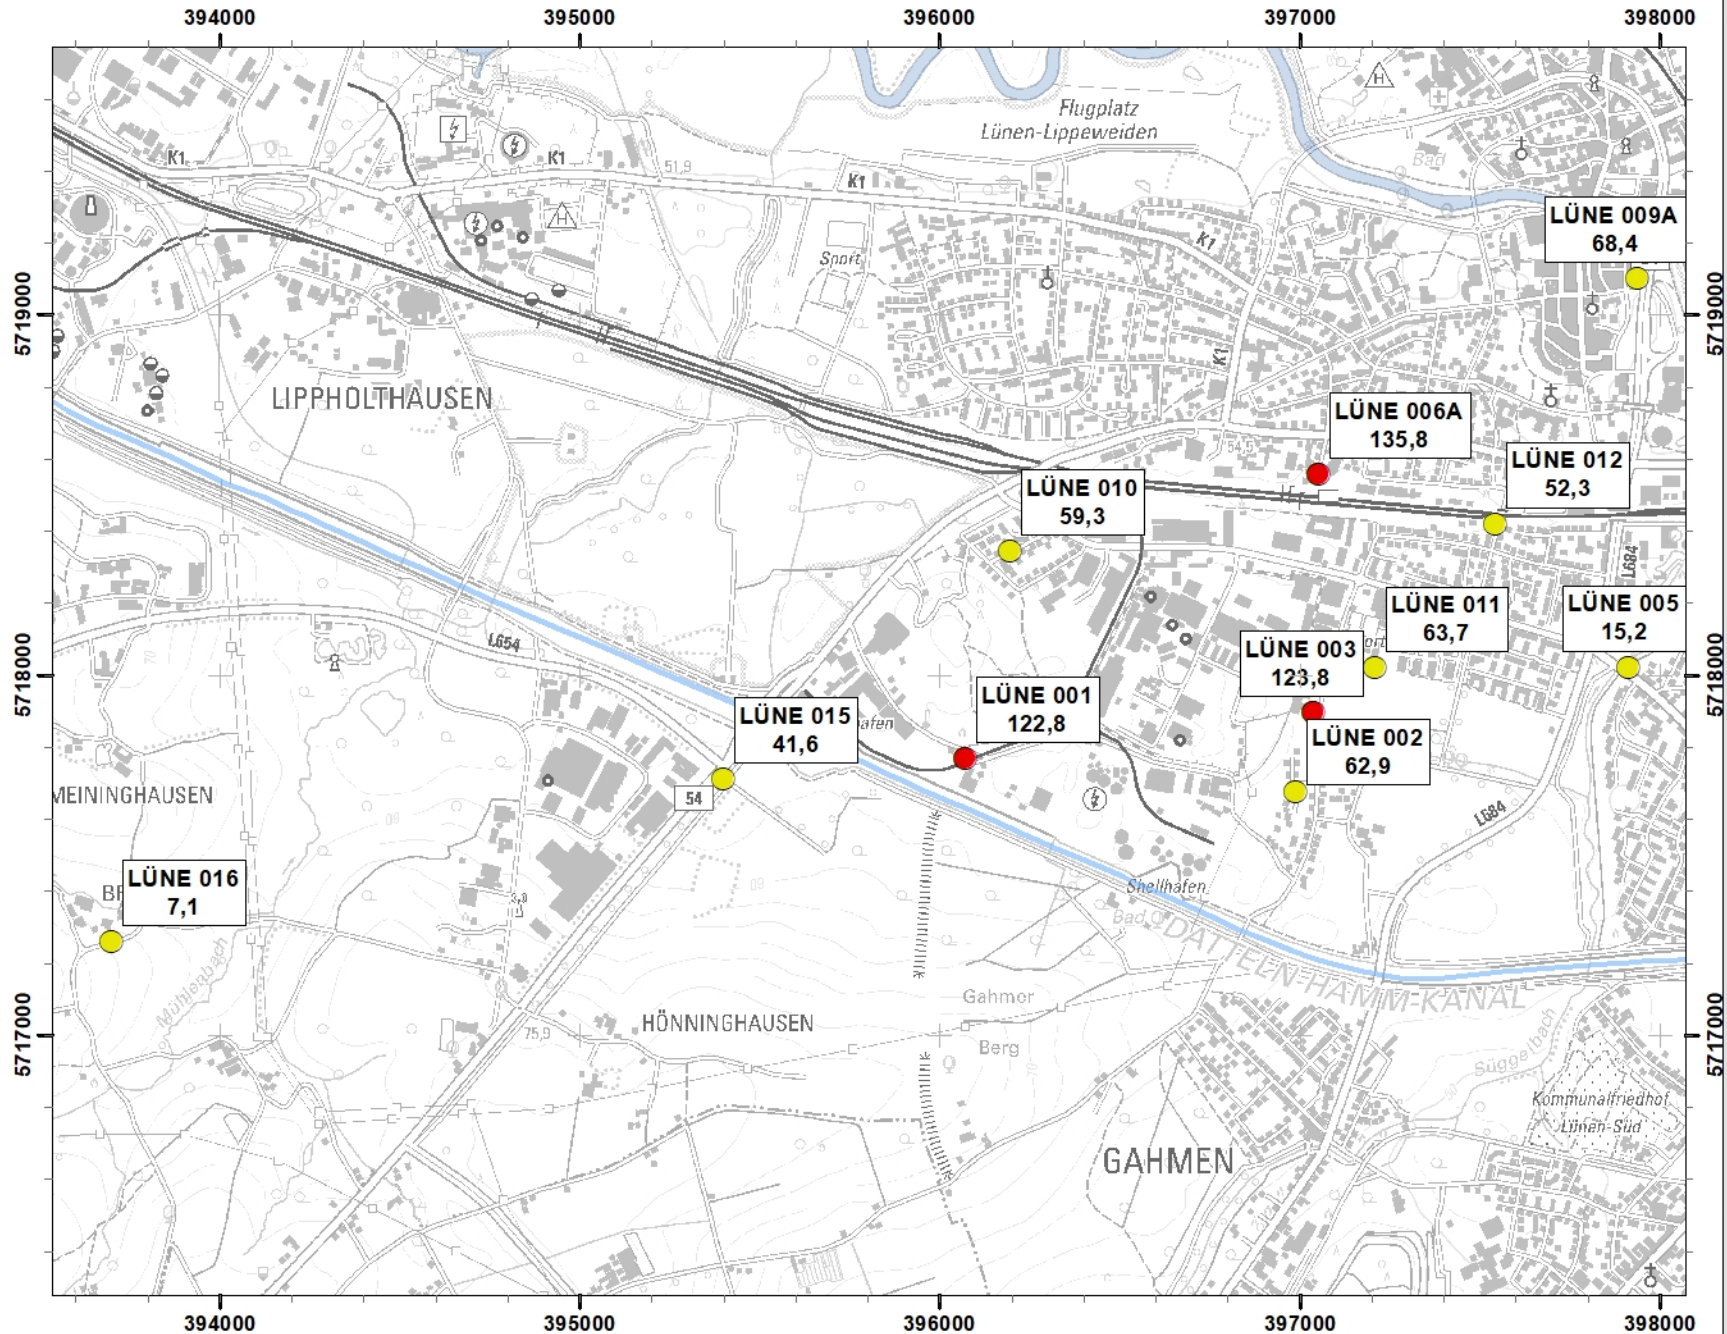 394000
395000
396000
397000
398000
Flugplatz
Lünen-Lippeweiden
K1
K1
51,9
K1
Bad
H
LÜNE 009A
68,4
H
K1
Sport
5719000
5719000
K1
LIPPHOLTHAUSEN
LÜNE 006A
135,8
54,5
LÜNE 012
52,3
LÜNE 010
59,3
L684
LÜNE 011
63,7
LÜNE 005
15,2
L654
LÜNE 003
123,8
5718000
5718000
LÜNE 001
122,8
LÜNE 015
41,6
afen
LÜNE 002
62,9
MEININGHAUSEN
54
L684
LÜNE 016
7,1
Shellhafen
Bad
DATTELN-HAMM-KANAL
Mühlenbach
Gahmer
Berg
HÖNNINGHAUSEN
75,9
5717000
5717000
Süggelbach
Kommunalfriedhof
Lünen-Süd
GAHMEN
394000
395000
396000
397000
398000